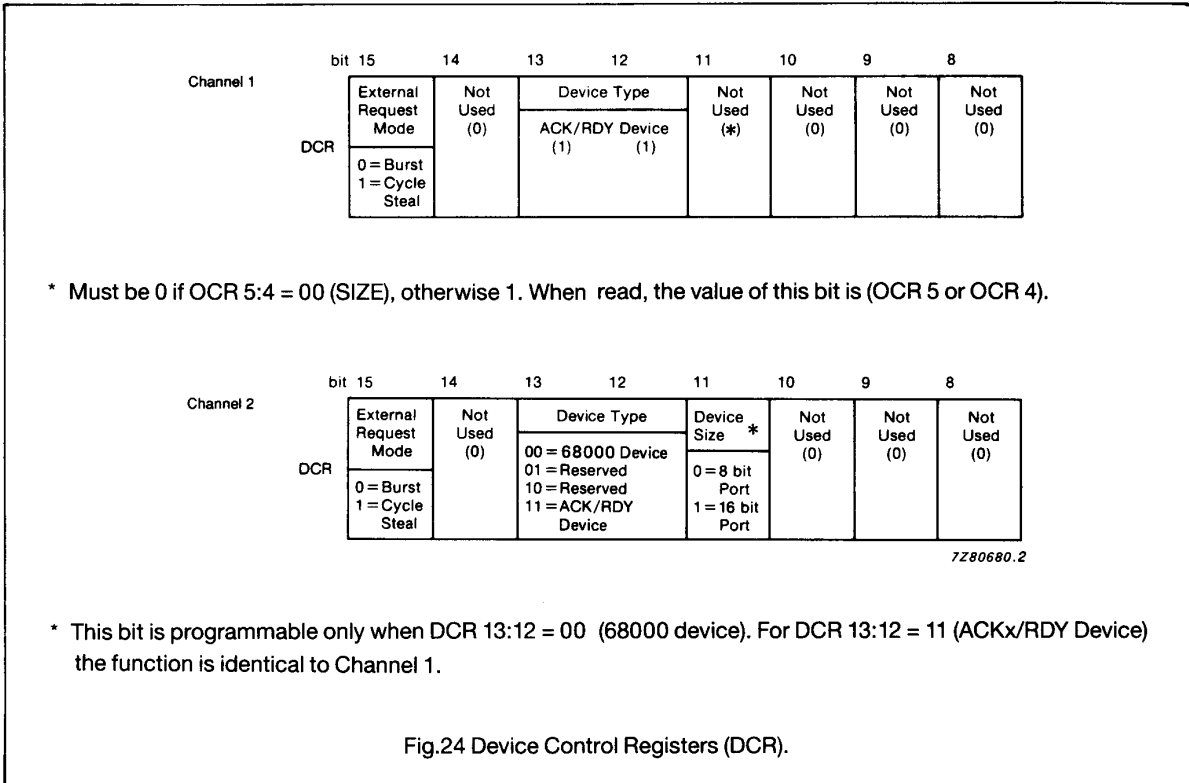 bit 15 14 13 12 11 10 9 8
Channel 1
DCR
External Request Mode
0 = Burst
1 = Cycle Steal
Not Used (0)
Device Type
ACK/RDY Device
(1) (1)
Not Used (*)
Not Used (0)
Not Used (0)
Not Used (0)
* Must be 0 if OCR 5:4 = 00 (SIZE), otherwise 1. When read, the value of this bit is (OCR 5 or OCR 4).
bit 15 14 13 12 11 10 9 8
Channel 2
DCR
External Request Mode
0 = Burst
1 = Cycle Steal
Not Used (0)
Device Type
00 = 68000 Device
01 = Reserved
10 = Reserved
11 = ACK/RDY Device
Device Size *
0 = 8 bit Port
1 = 16 bit Port
Not Used (0)
Not Used (0)
Not Used (0)
7Z80680.2
* This bit is programmable only when DCR 13:12 = 00 (68000 device). For DCR 13:12 = 11 (ACKx/RDY Device)
the function is identical to Channel 1.
Fig.24 Device Control Registers (DCR).